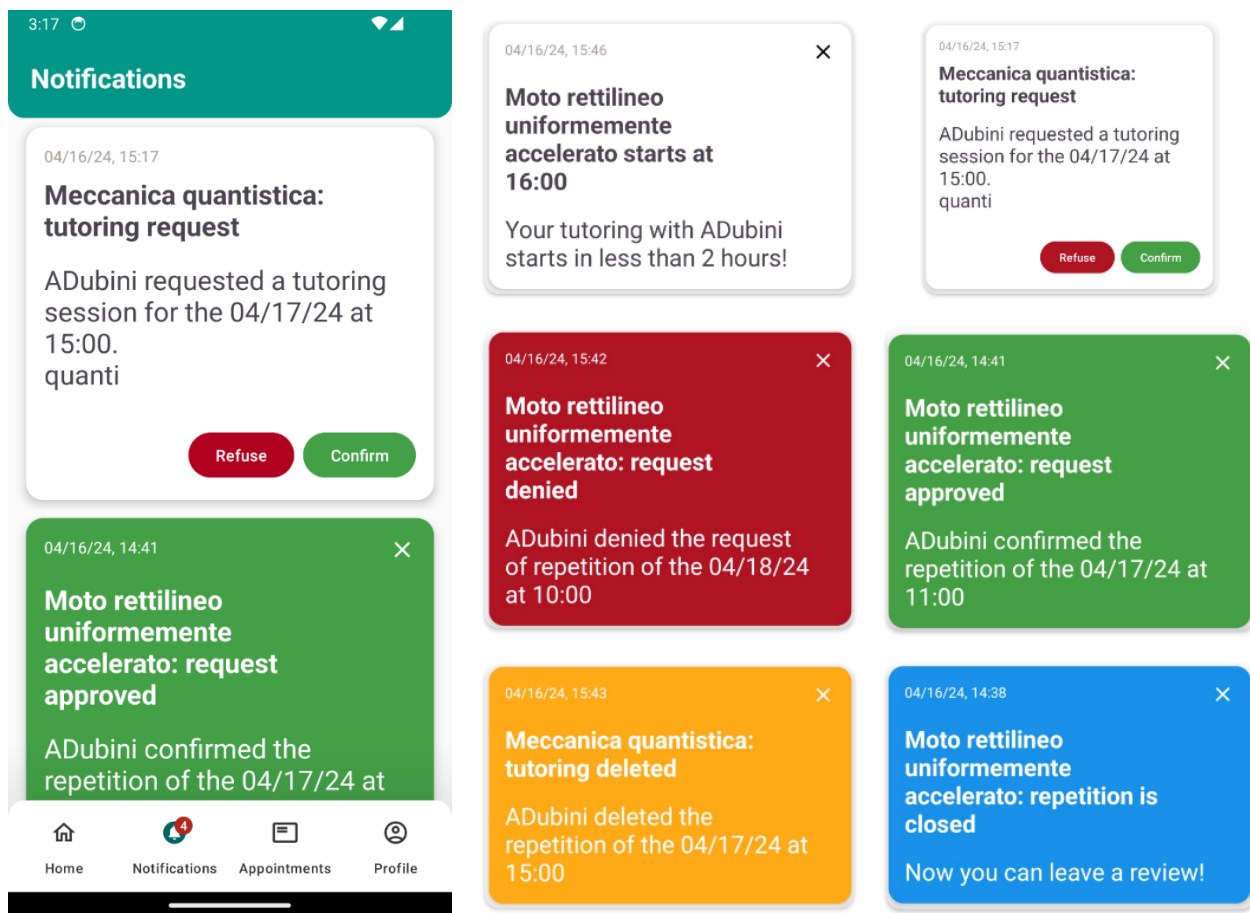 3:17
Notifications
04/16/24, 15:17
Meccanica quantistica:
tutoring request
ADubini requested a tutoring
session for the 04/17/24 at
15:00.
quanti
Refuse
Confirm
04/16/24, 14:41
Moto rettilineo
uniformemente
accelerato: request
approved
ADubini confirmed the
repetition of the 04/17/24 at
4
Home
Notifications
Appointments
Profile
04/16/24, 15:46
Moto rettilineo
uniformemente
accelerato starts at
16:00
Your tutoring with ADubini
starts in less than 2 hours!
04/16/24, 15:17
Meccanica quantistica:
tutoring request
ADubini requested a tutoring
session for the 04/17/24 at
15:00.
quanti
Refuse
Confirm
04/16/24, 15:42
Moto rettilineo
uniformemente
accelerato: request
denied
ADubini denied the request
of repetition of the 04/18/24
at 10:00
04/16/24, 14:41
Moto rettilineo
uniformemente
accelerato: request
approved
ADubini confirmed the
repetition of the 04/17/24 at
11:00
04/16/24, 15:43
Meccanica quantistica:
tutoring deleted
ADubini deleted the
repetition of the 04/17/24 at
15:00
04/16/24, 14:38
Moto rettilineo
uniformemente
accelerato: repetition is
closed
Now you can leave a review!